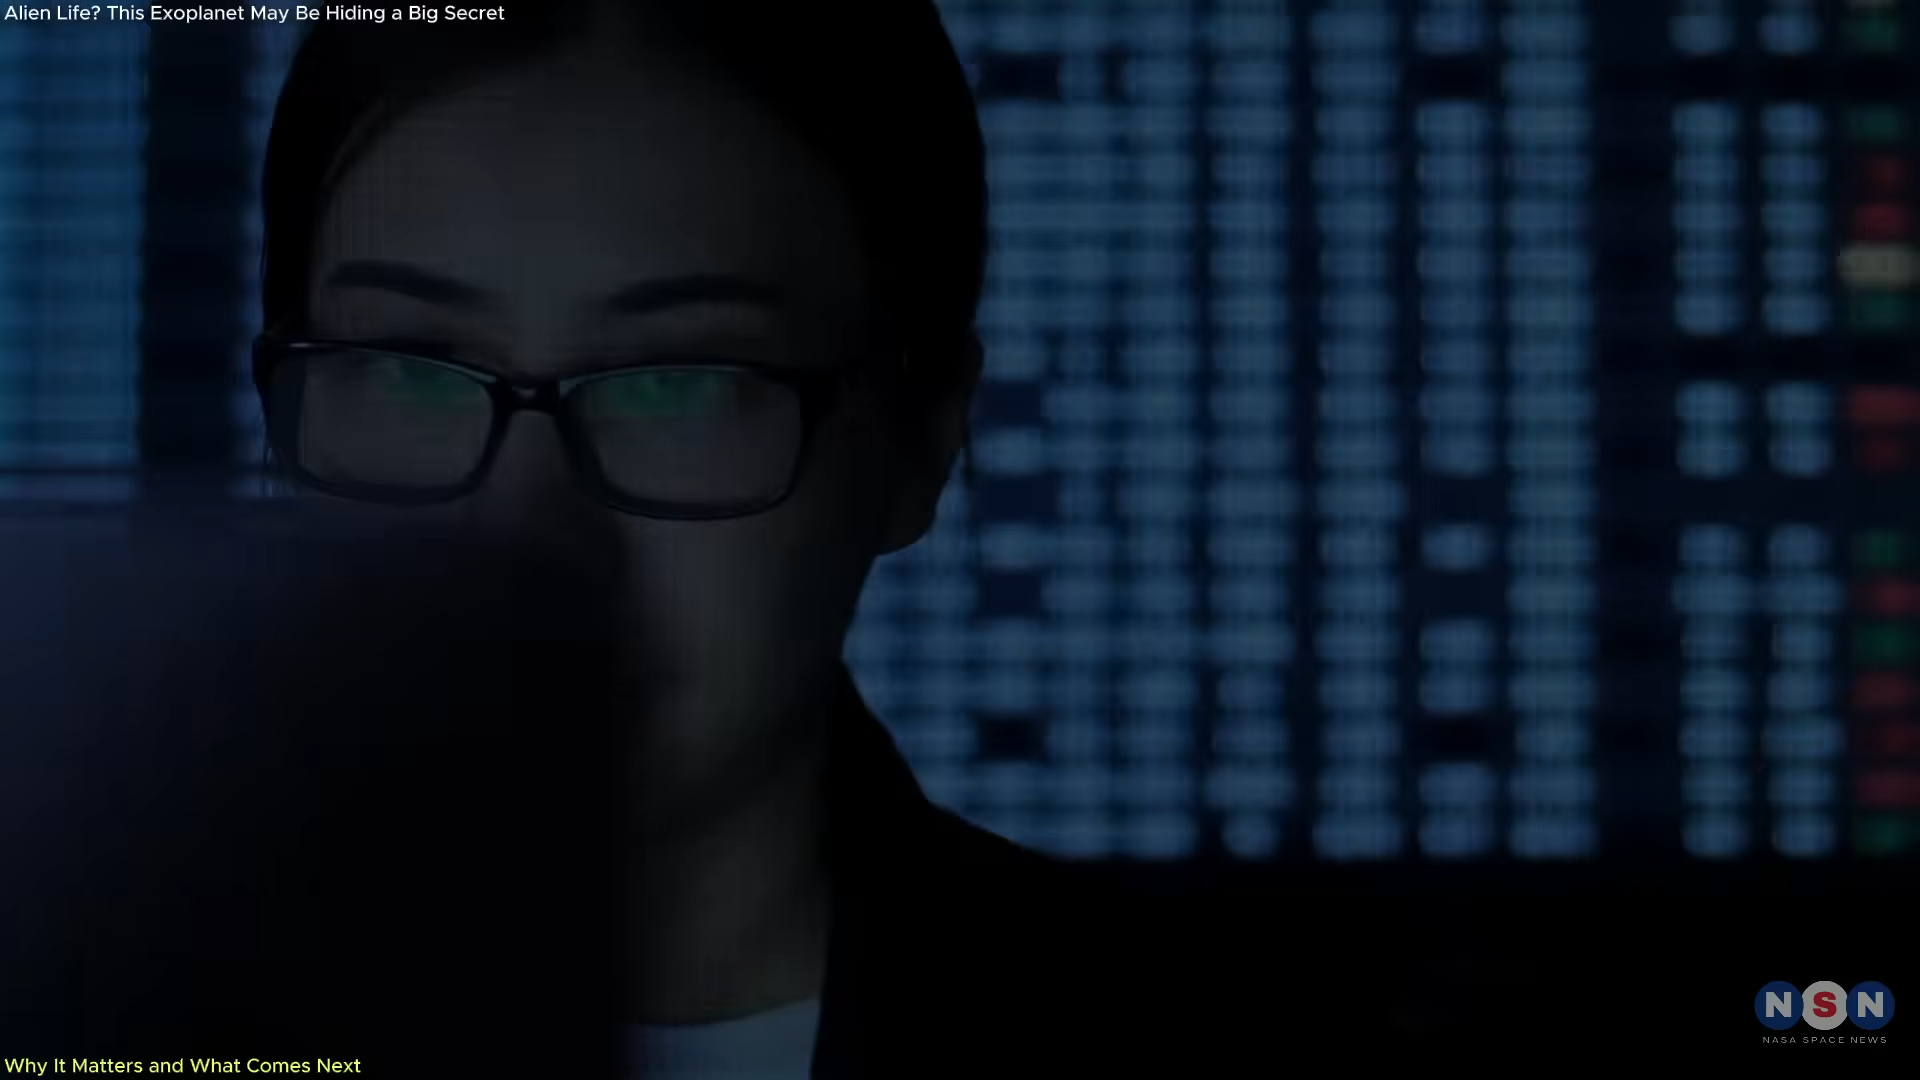 Alien Life? This Exoplanet May Be Hiding a Big Secret
NSN
NASA SPACE NEWS
Why It Matters and What Comes Next